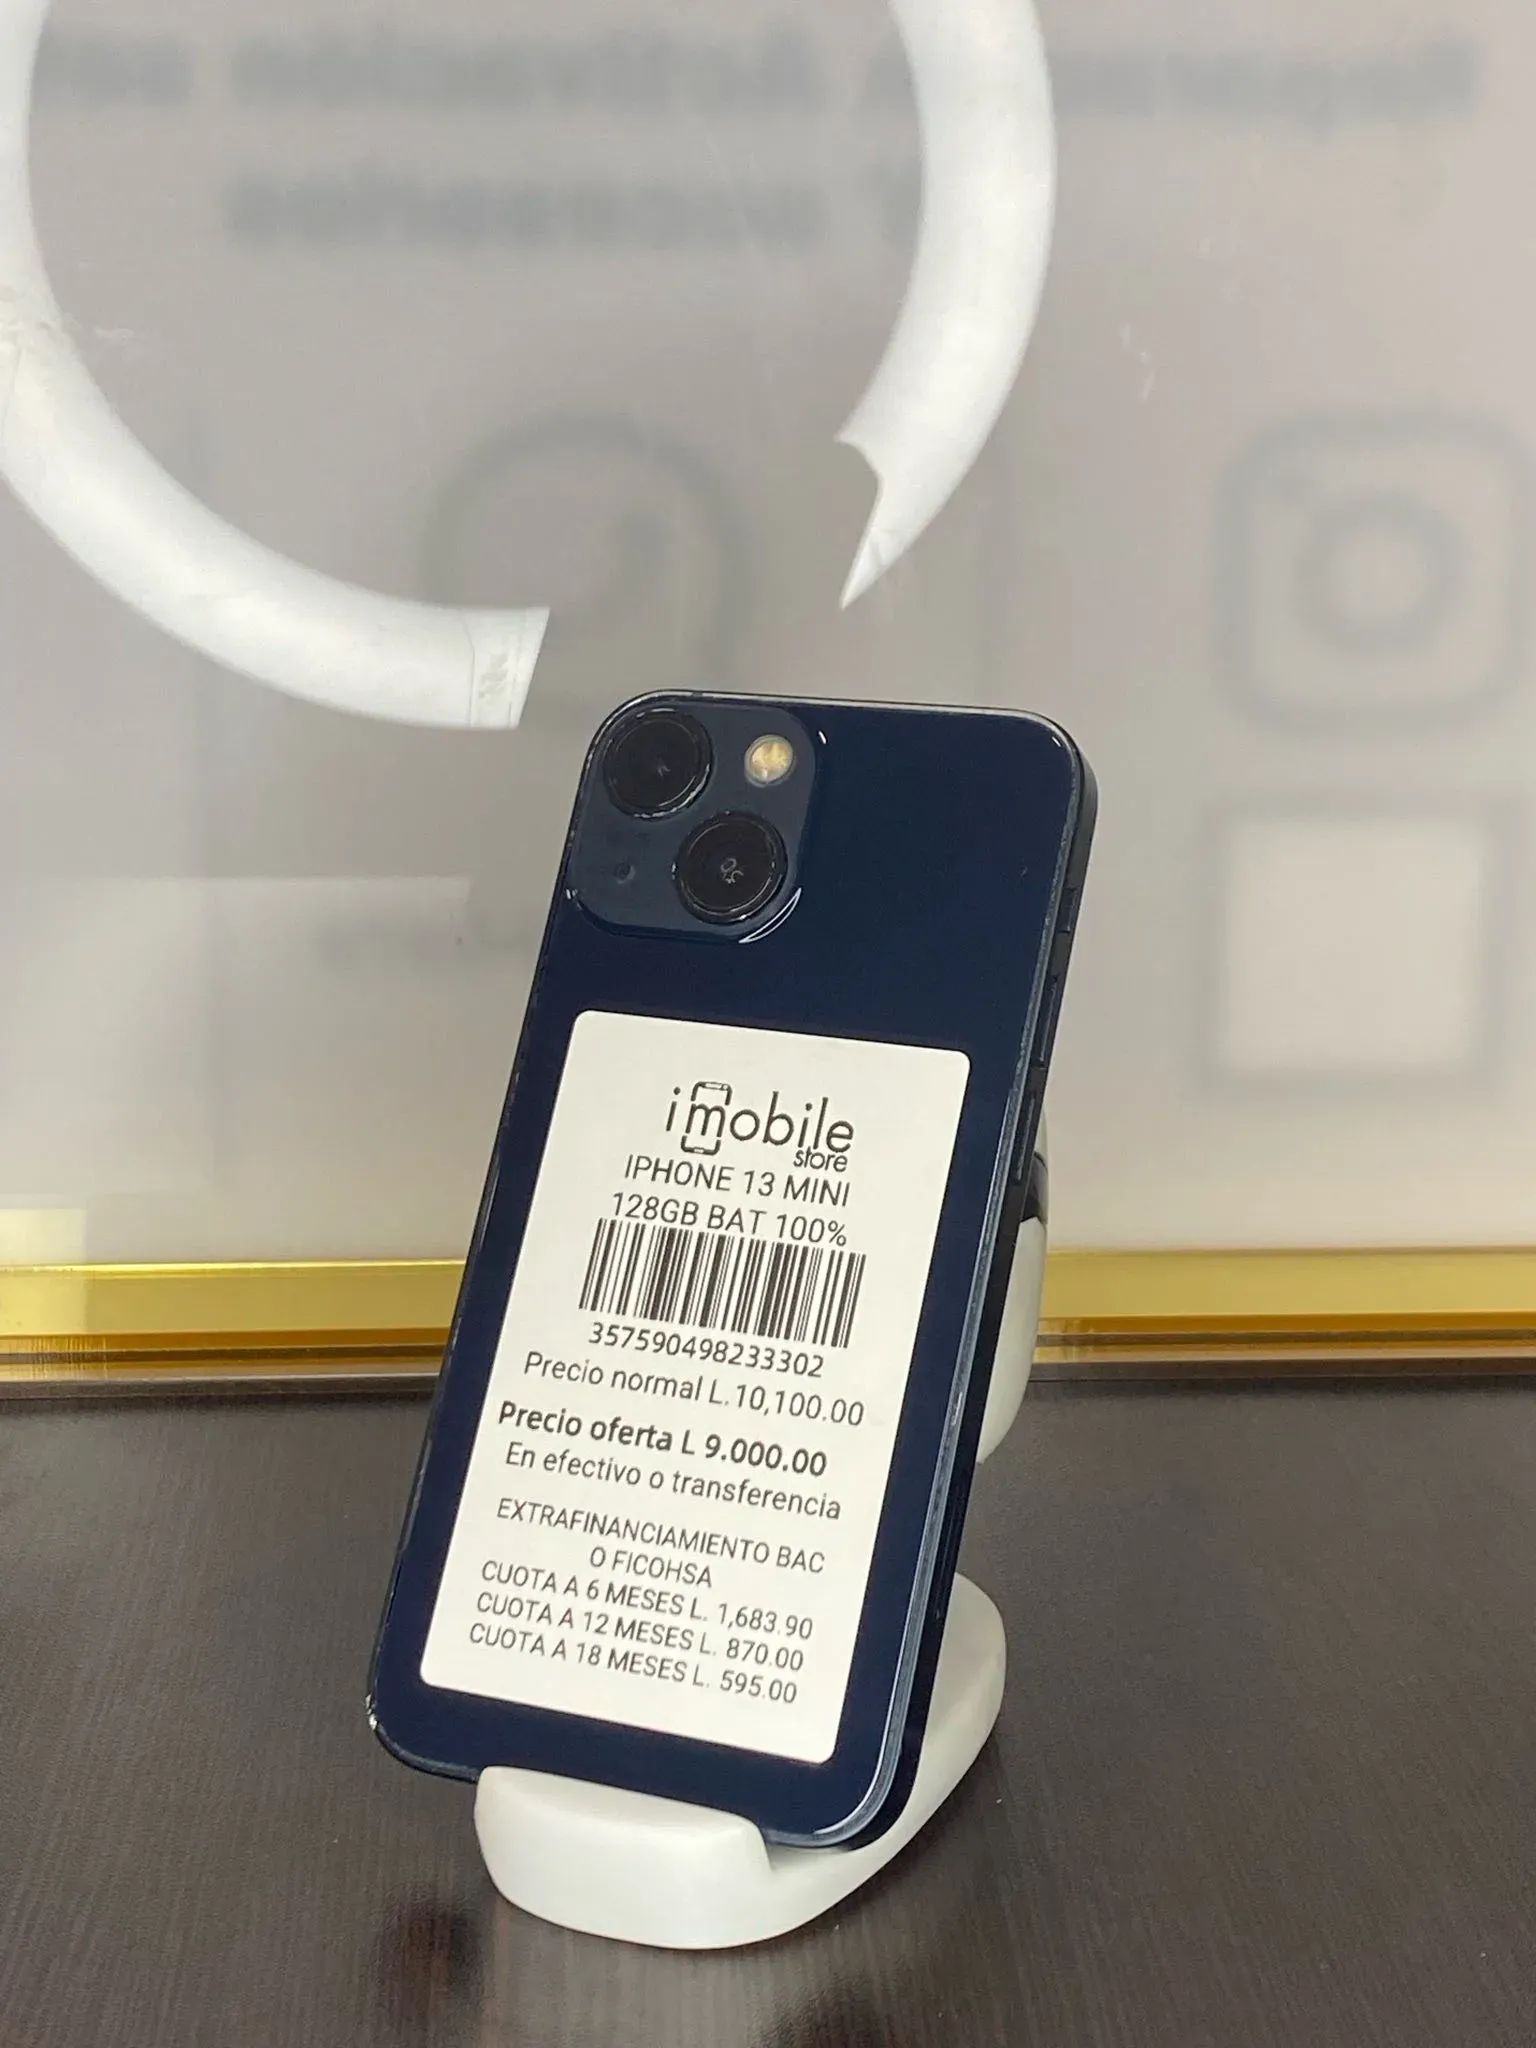 imobile
store
IPHONE 13 MINI
128GB BAT 100%
357590498233302
Precio normal L. 10,100.00
Precio oferta L 9.000.00
En efectivo o transferencia
EXTRAFINANCIAMIENTO BAC
O FICOHSA
CUOTA A 6 MESES L. 1,683.90
CUOTA A 12 MESES L. 870.00
CUOTA A 18 MESES L. 595.00